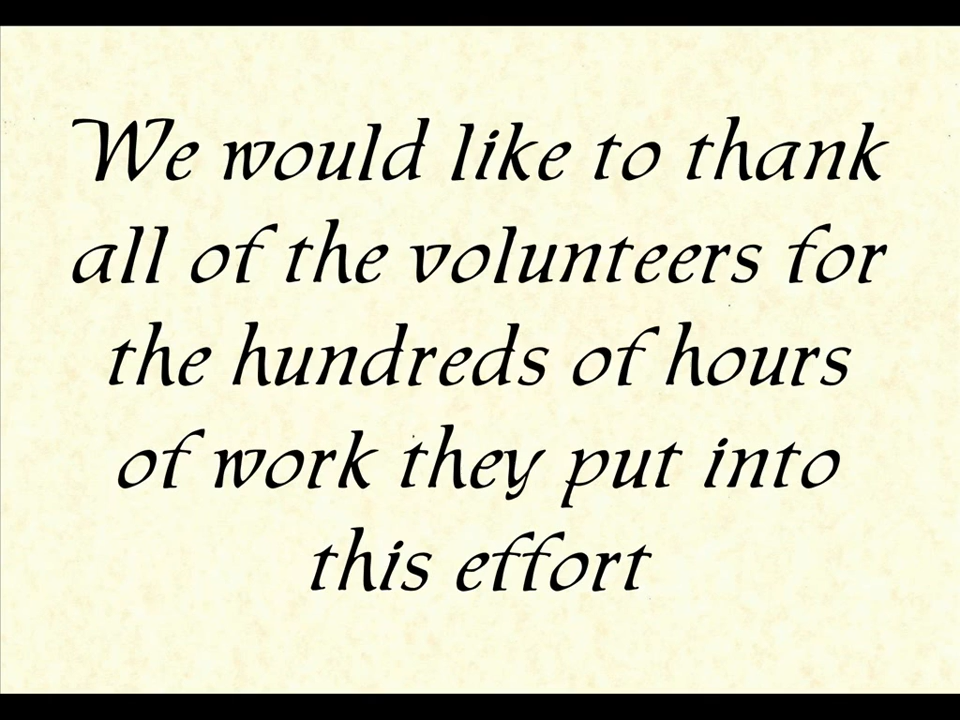 We would like to thank
all of the volunteers for
the hundreds of hours
of work they put into
this effort